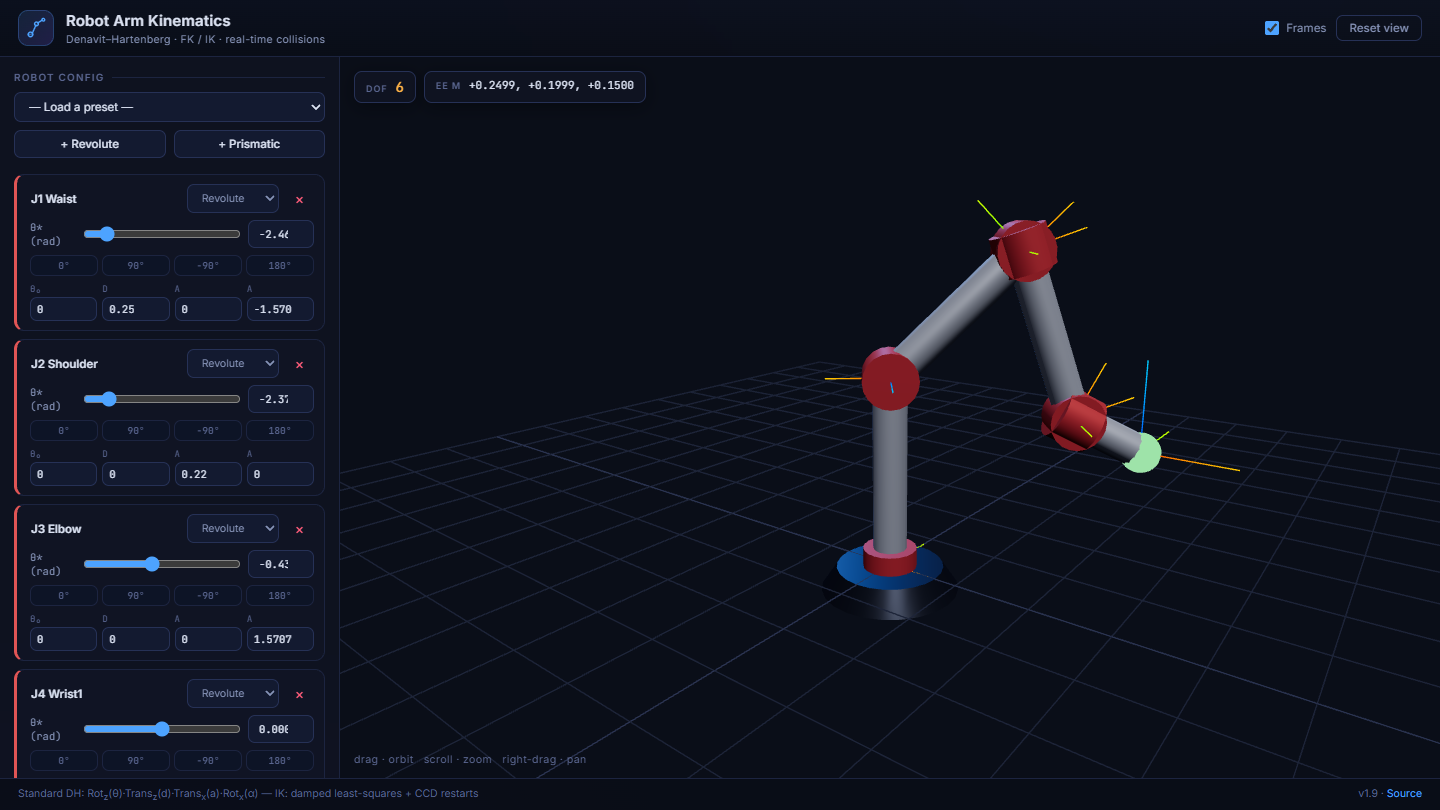 Robot Arm Kinematics
Denavit–Hartenberg · FK / IK · real-time collisions
Frames
Reset view
ROBOT CONFIG
— Load a preset —
+ Revolute
+ Prismatic
DOF 6
EE M +0.2499, +0.1999, +0.1500
J1 Waist
Revolute
×
θ* (rad)
-2.46
0° 90° -90° 180°
θ₀ D A A
0 0.25 0 -1.570
J2 Shoulder
Revolute
×
θ* (rad)
-2.37
0° 90° -90° 180°
θ₀ D A A
0 0 0.22 0
J3 Elbow
Revolute
×
θ* (rad)
-0.43
0° 90° -90° 180°
θ₀ D A A
0 0 0 1.5707
J4 Wrist1
Revolute
×
θ* (rad)
0.000
0° 90° -90° 180°
drag · orbit scroll · zoom right-drag · pan
Standard DH: Rot_z(θ)·Trans_z(d)·Trans_x(a)·Rot_x(α) — IK: damped least-squares + CCD restarts
v1.9 · Source